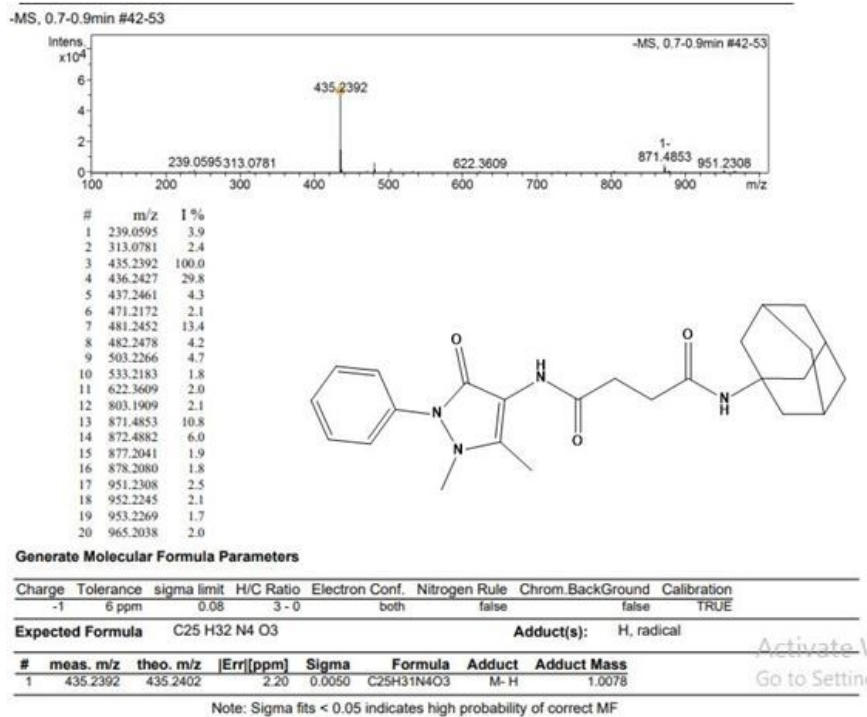 -MS, 0.7-0.9min #42-53
Intens. -MS, 0.7-0.9min #42-53
x10⁴
6
435.2392
4
2
1-
239.0595 313.0781 622.3609 871.4853 951.2308
0
100 200 300 400 500 600 700 800 900 m/z
# m/z I %
1 239.0595 3.9
2 313.0781 2.4
3 435.2392 100.0
4 436.2427 29.8
5 437.2461 4.3
6 471.2172 2.1
7 481.2452 13.4
8 482.2478 4.2
9 503.2266 4.7
10 533.2183 1.8
11 622.3609 2.0
12 803.1909 2.1
13 871.4853 10.8
14 872.4882 6.0
15 877.2041 1.9
16 878.2080 1.8
17 951.2308 2.5
18 952.2245 2.1
19 953.2269 1.7
20 965.2038 2.0
O
H
N
O
N
N
O
N
H
Generate Molecular Formula Parameters
Charge Tolerance sigma limit H/C Ratio Electron Conf. Nitrogen Rule Chrom.BackGround Calibration
-1 6 ppm 0.08 3 - 0 both false false TRUE
Expected Formula C25 H32 N4 O3 Adduct(s): H, radical
# meas. m/z theo. m/z |Err|[ppm] Sigma Formula Adduct Adduct Mass
1 435.2392 435.2402 2.20 0.0050 C25H31N4O3 M- H 1.0078
Note: Sigma fits < 0.05 indicates high probability of correct MF
Activate
Go to